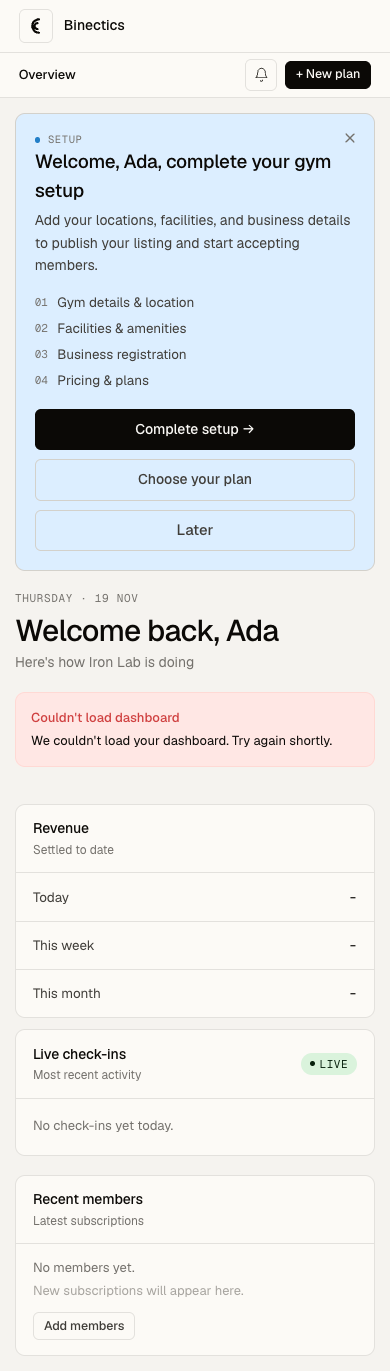 Binectics
Overview
+ New plan
SETUP
Welcome, Ada, complete your gym
setup
Add your locations, facilities, and business details
to publish your listing and start accepting
members.
01 Gym details & location
02 Facilities & amenities
03 Business registration
04 Pricing & plans
Complete setup →
Choose your plan
Later
THURSDAY · 19 NOV
Welcome back, Ada
Here's how Iron Lab is doing
Couldn't load dashboard
We couldn't load your dashboard. Try again shortly.
Revenue
Settled to date
Today -
This week -
This month -
Live check-ins
Most recent activity
LIVE
No check-ins yet today.
Recent members
Latest subscriptions
No members yet.
New subscriptions will appear here.
Add members